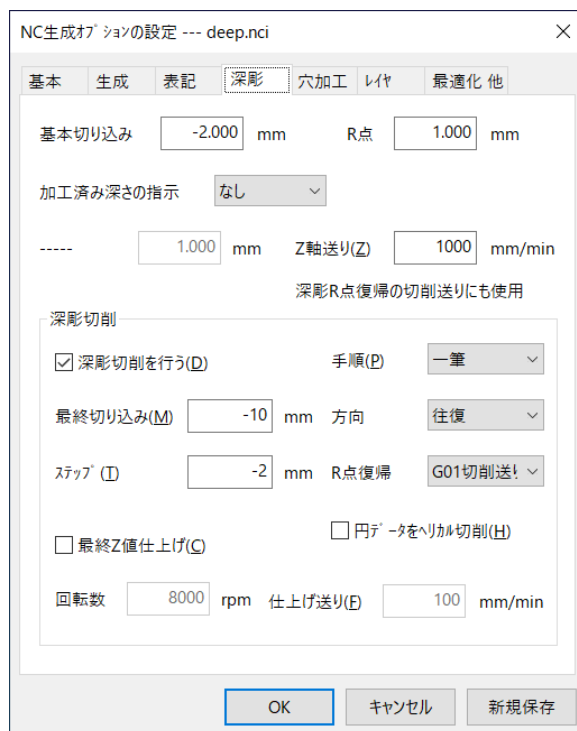 NC生成ｵﾌﾟｼｮﾝの設定 --- deep.nci
基本 生成 表記 深彫 穴加工 ﾚｲﾔ 最適化 他
基本切り込み -2.000 mm R点 1.000 mm
加工済み深さの指示 なし
----- 1.000 mm Z軸送り(Z) 1000 mm/min
深彫R点復帰の切削送りにも使用
深彫切削
深彫切削を行う(D) 手順(P) 一筆
最終切り込み(M) -10 mm 方向 往復
ｽﾃｯﾌﾟ(T) -2 mm R点復帰 G01切削送り
円ﾃﾞｰﾀをﾍﾘｶﾙ切削(H)
最終Z値仕上げ(C)
回転数 8000 rpm 仕上げ送り(F) 100 mm/min
OK キャンセル 新規保存